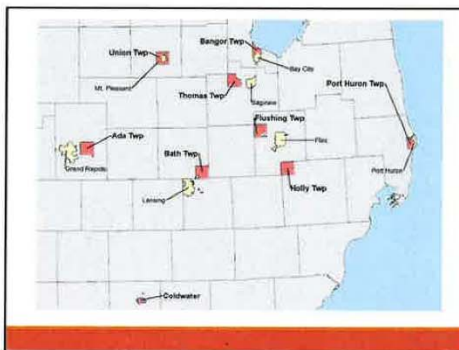 Union Twp
Bangor Twp
Mt. Pleasant
Bay City
Thomas Twp
Saginaw
Port Huron Twp
Flushing Twp
Flint
Ada Twp
Grand Rapids
Bath Twp
Port Huron
Holly Twp
Lansing
Coldwater